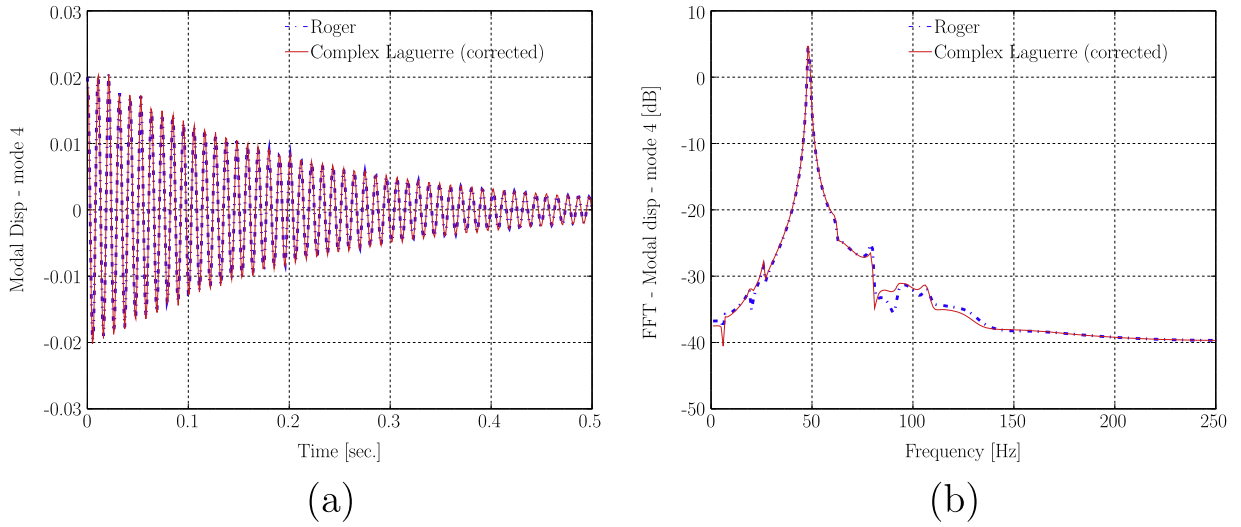 0.03
0.02
0.01
0
-0.01
-0.02
-0.03
Modal Disp - mode 4
Roger
Complex Laguerre (corrected)
0
0.1
0.2
0.3
0.4
0.5
Time [sec.]
(a)
10
0
-10
-20
-30
-40
-50
FFT - Modal disp - mode 4 [dB]
Roger
Complex Laguerre (corrected)
0
50
100
150
200
250
Frequency [Hz]
(b)